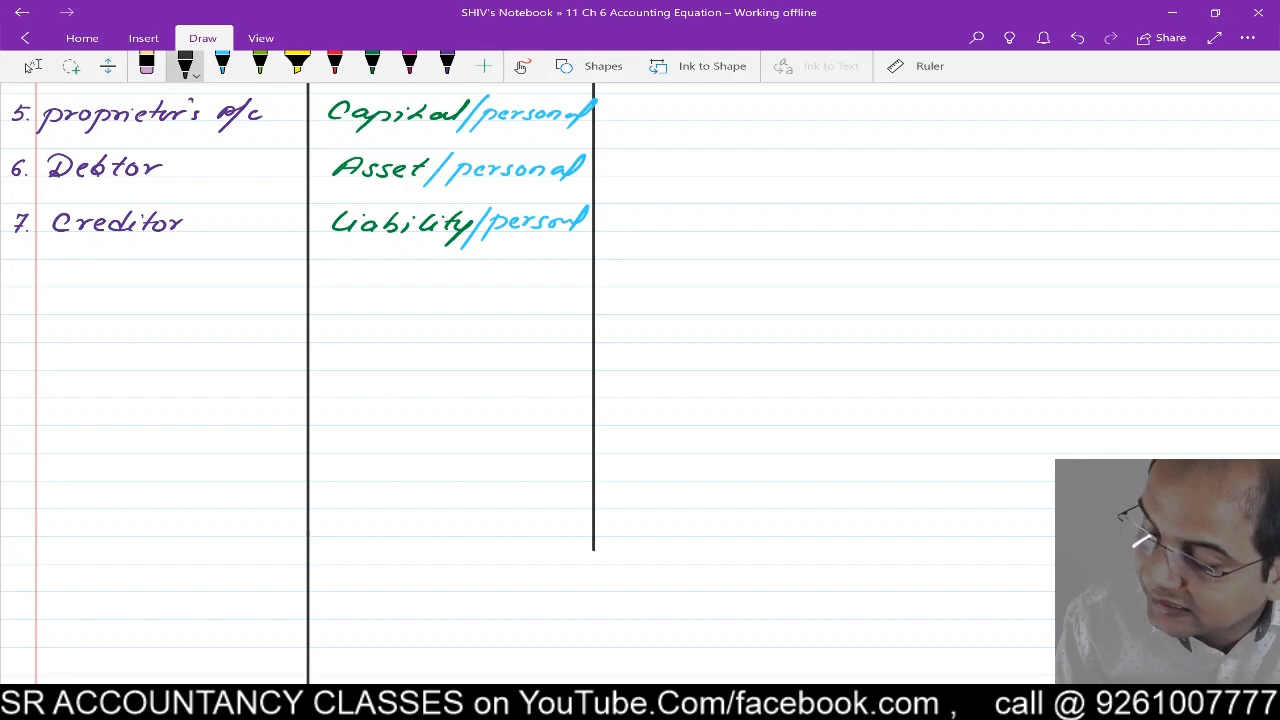 SHIV's Notebook » 11 Ch 6 Accounting Equation – Working offline
Home Insert Draw View
Share
Shapes Ink to Shape Ink to Text Ruler
5. proprietor's A/c Capital/personal
6. Debtor Asset/personal
7. Creditor Liability/personl
SR ACCOUNTANCY CLASSES on YouTube.Com/facebook.com , call @ 9261007777